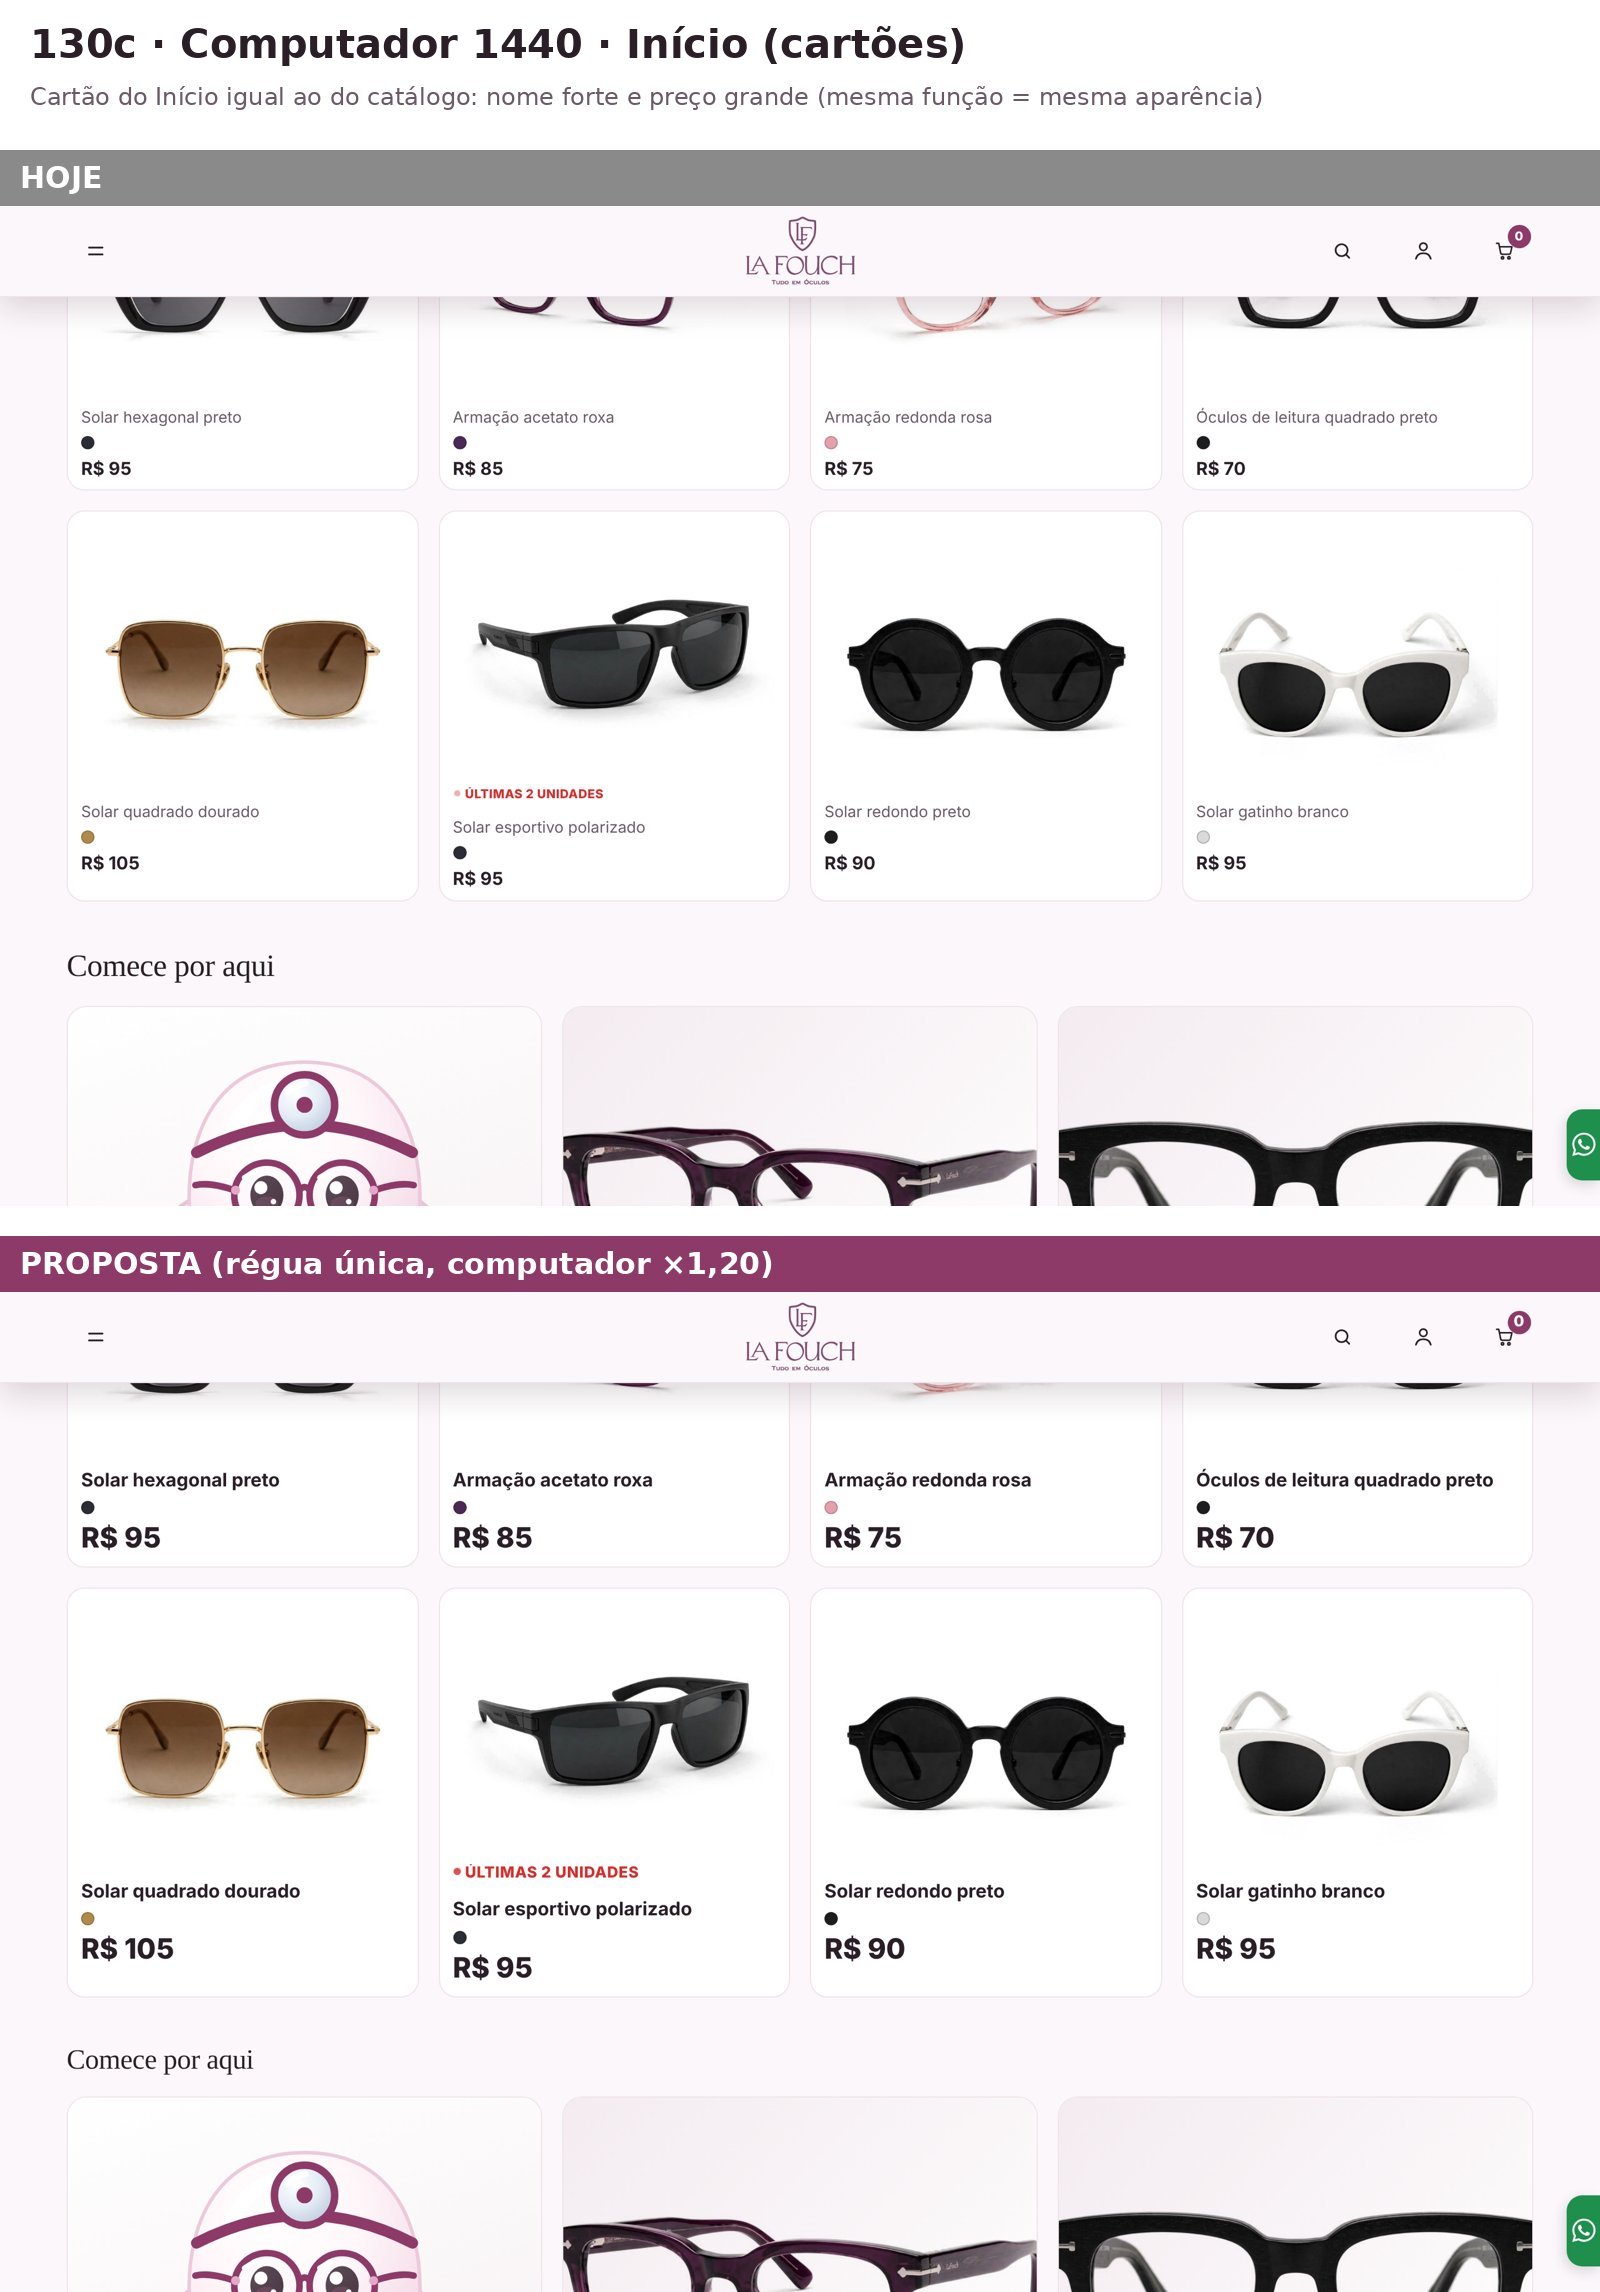 130c · Computador 1440 · Início (cartões)
Cartão do Início igual ao do catálogo: nome forte e preço grande (mesma função = mesma aparência)
HOJE
LF
LA FOUCH
TUDO EM ÓCULOS
0
Solar hexagonal preto
Armação acetato roxa
Armação redonda rosa
Óculos de leitura quadrado preto
R$ 95
R$ 85
R$ 75
R$ 70
ÚLTIMAS 2 UNIDADES
Solar quadrado dourado
Solar esportivo polarizado
Solar redondo preto
Solar gatinho branco
R$ 105
R$ 95
R$ 90
R$ 95
Comece por aqui
PROPOSTA (régua única, computador ×1,20)
LF
LA FOUCH
TUDO EM ÓCULOS
0
Solar hexagonal preto
Armação acetato roxa
Armação redonda rosa
Óculos de leitura quadrado preto
R$ 95
R$ 85
R$ 75
R$ 70
ÚLTIMAS 2 UNIDADES
Solar quadrado dourado
Solar esportivo polarizado
Solar redondo preto
Solar gatinho branco
R$ 105
R$ 95
R$ 90
R$ 95
Comece por aqui